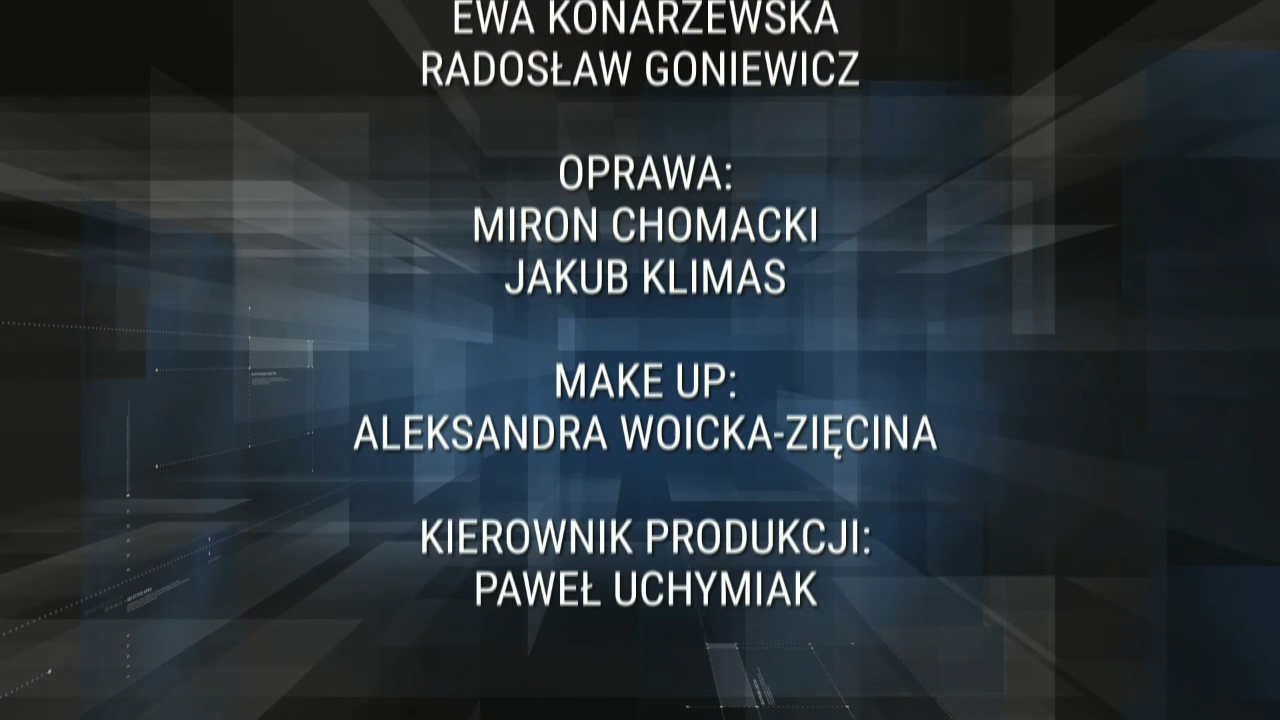 EWA KONARZEWSKA
RADOSŁAW GONIEWICZ
OPRAWA:
MIRON CHOMACKI
JAKUB KLIMAS
MAKE UP:
ALEKSANDRA WOICKA-ZIĘCINA
KIEROWNIK PRODUKCJI:
PAWEŁ UCHYMIAK